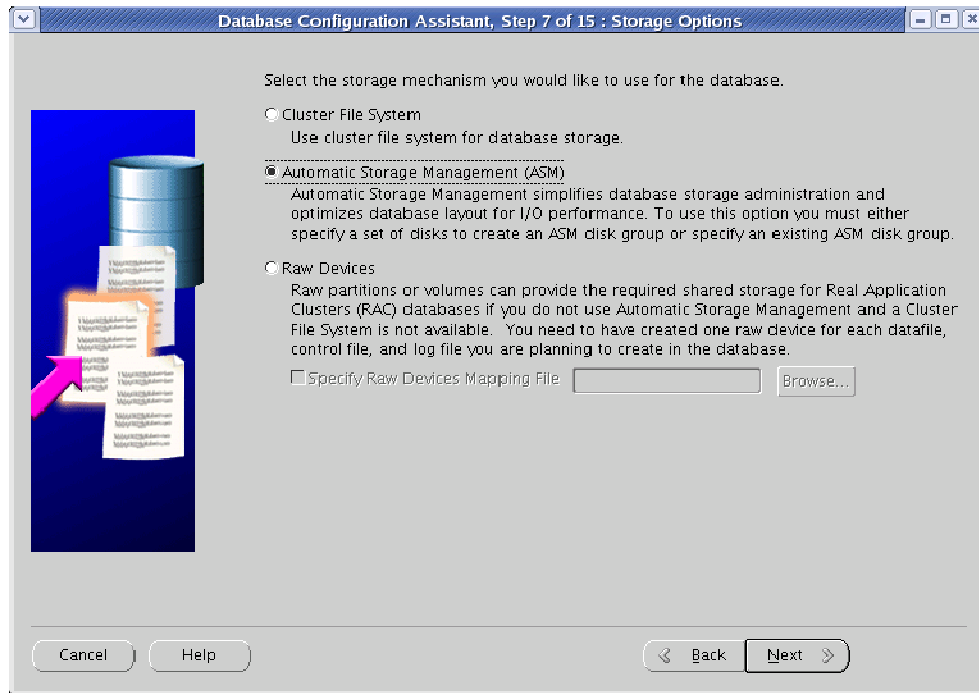 Database Configuration Assistant, Step 7 of 15 : Storage Options
Select the storage mechanism you would like to use for the database.
Cluster File System
Use cluster file system for database storage.
Automatic Storage Management (ASM)
Automatic Storage Management simplifies database storage administration and
optimizes database layout for I/O performance. To use this option you must either
specify a set of disks to create an ASM disk group or specify an existing ASM disk group.
Raw Devices
Raw partitions or volumes can provide the required shared storage for Real Application
Clusters (RAC) databases if you do not use Automatic Storage Management and a Cluster
File System is not available.  You need to have created one raw device for each datafile,
control file, and log file you are planning to create in the database.
Specify Raw Devices Mapping File
Browse...
Cancel
Help
Back
Next